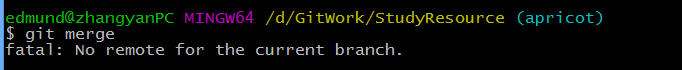 edmund@zhangyanPC MINGW64 /d/GitWork/StudyResource (apricot)
$ git merge
fatal: No remote for the current branch.